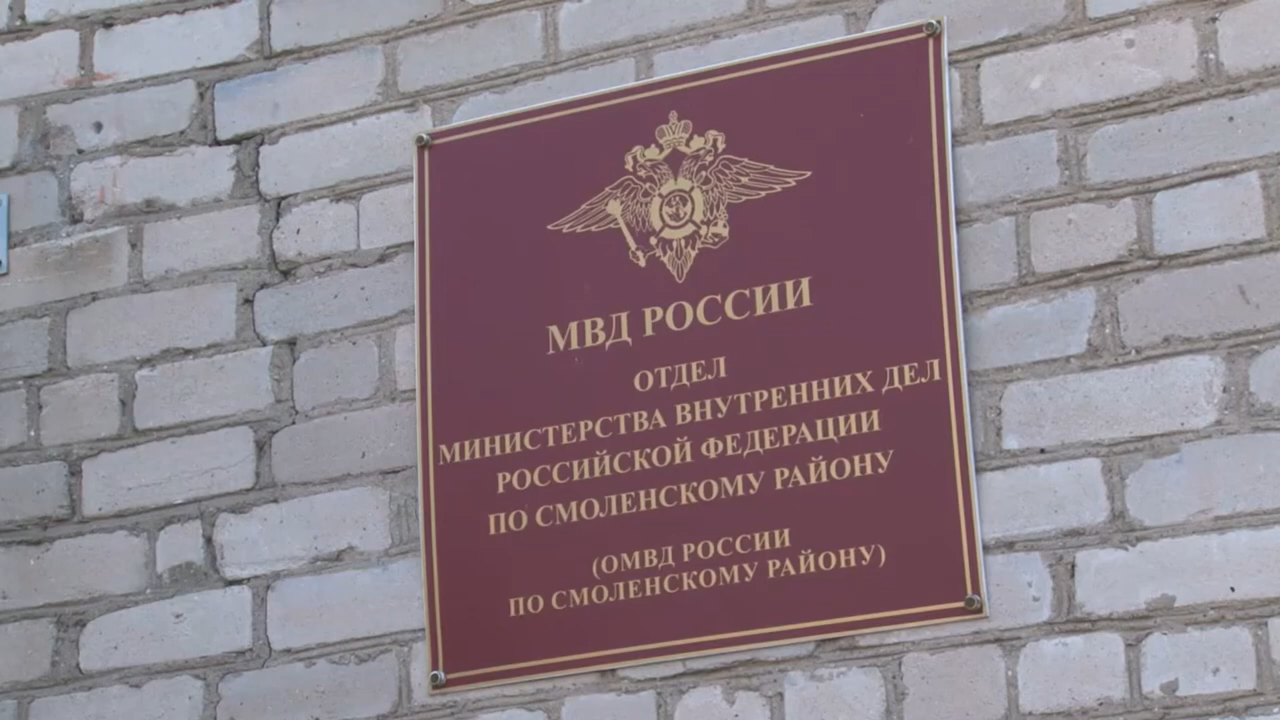 МВД РОССИИ
ОТДЕЛ
МИНИСТЕРСТВА ВНУТРЕННИХ ДЕЛ
РОССИЙСКОЙ ФЕДЕРАЦИИ
ПО СМОЛЕНСКОМУ РАЙОНУ
(ОМВД РОССИИ
ПО СМОЛЕНСКОМУ РАЙОНУ)